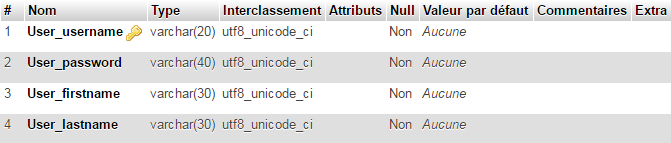 # Nom Type Interclassement Attributs Null Valeur par défaut Commentaires Extra
1 User_username varchar(20) utf8_unicode_ci Non Aucune
2 User_password varchar(40) utf8_unicode_ci Non Aucune
3 User_firstname varchar(30) utf8_unicode_ci Non Aucune
4 User_lastname varchar(30) utf8_unicode_ci Non Aucune